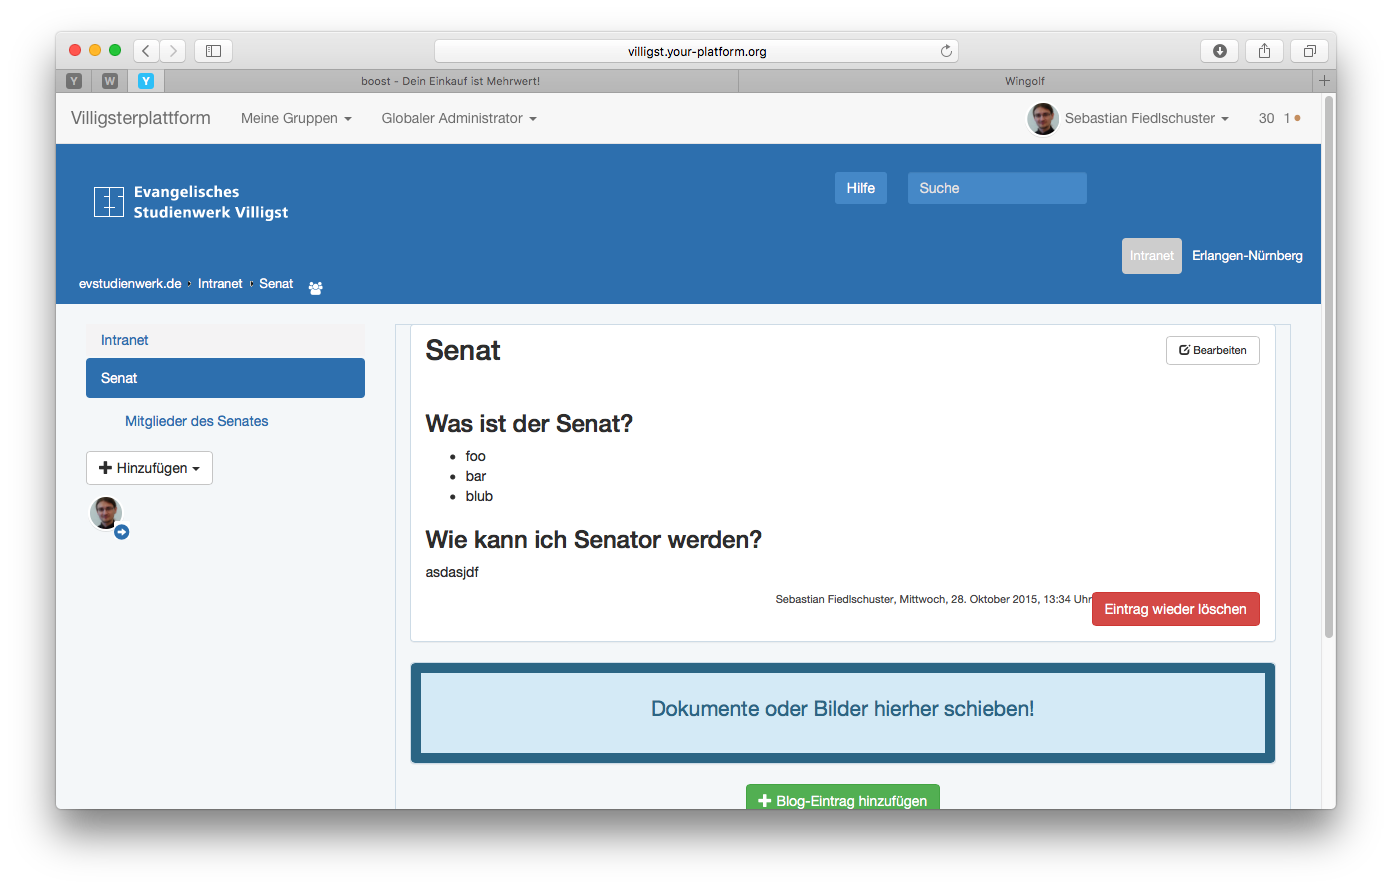 villigst.your-platform.org
Y
W
Y
boost - Dein Einkauf ist Mehrwert!
Wingolf
Villigsterplattform
Meine Gruppen
Globaler Administrator
Sebastian Fiedlschuster
30
1
Evangelisches
Studienwerk Villigst
Hilfe
Suche
Intranet
Erlangen-Nürnberg
evstudienwerk.de › Intranet › Senat
Intranet
Senat
Mitglieder des Senates
Hinzufügen
Senat
Bearbeiten
Was ist der Senat?
• foo
• bar
• blub
Wie kann ich Senator werden?
asdasjdf
Sebastian Fiedlschuster, Mittwoch, 28. Oktober 2015, 13:34 Uhr
Eintrag wieder löschen
Dokumente oder Bilder hierher schieben!
Blog-Eintrag hinzufügen